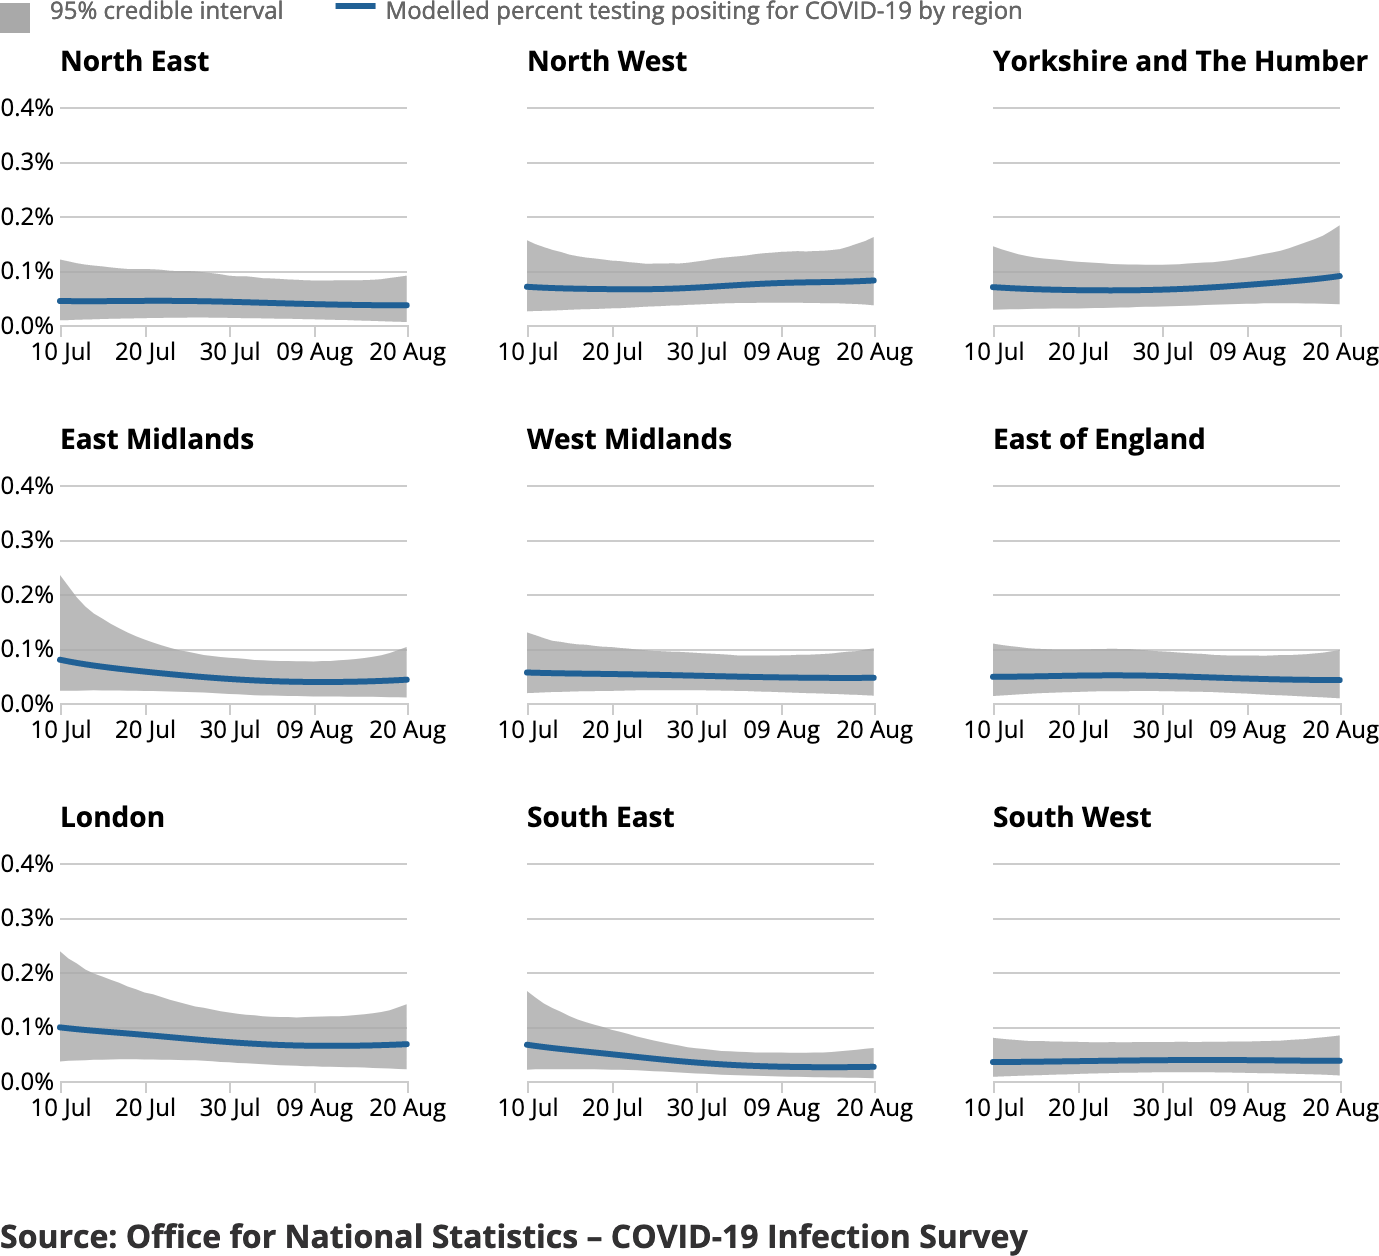 95% credible interval Modelled percent testing positing for COVID-19 by region
North East North West Yorkshire and The Humber
0.4%
0.3%
0.2%
0.1%
0.0%
10 Jul 20 Jul 30 Jul 09 Aug 20 Aug 10 Jul 20 Jul 30 Jul 09 Aug 20 Aug 10 Jul 20 Jul 30 Jul 09 Aug 20 Aug
East Midlands West Midlands East of England
0.4%
0.3%
0.2%
0.1%
0.0%
10 Jul 20 Jul 30 Jul 09 Aug 20 Aug 10 Jul 20 Jul 30 Jul 09 Aug 20 Aug 10 Jul 20 Jul 30 Jul 09 Aug 20 Aug
London South East South West
0.4%
0.3%
0.2%
0.1%
0.0%
10 Jul 20 Jul 30 Jul 09 Aug 20 Aug 10 Jul 20 Jul 30 Jul 09 Aug 20 Aug 10 Jul 20 Jul 30 Jul 09 Aug 20 Aug
Source: Office for National Statistics – COVID-19 Infection Survey